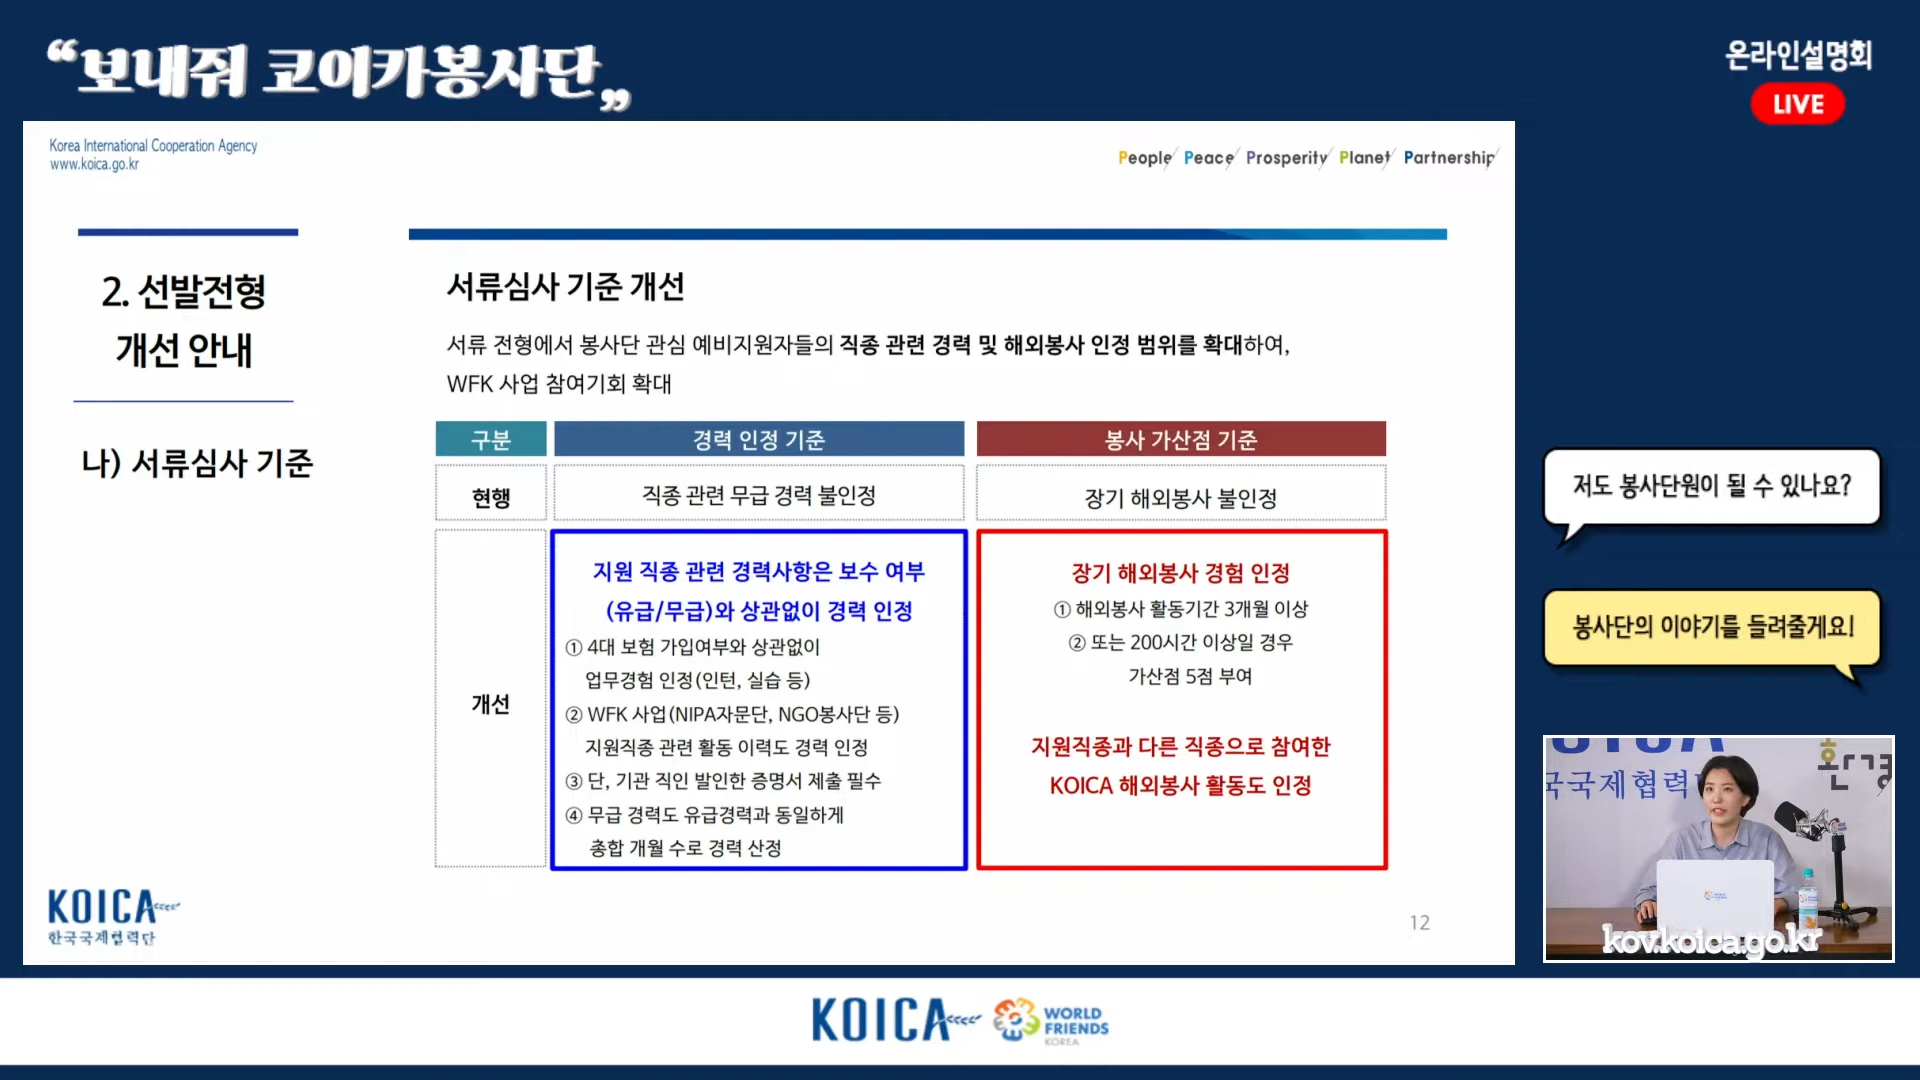 “보내줘 코이카봉사단„
온라인설명회
LIVE
Korea International Cooperation Agency
www.koica.go.kr
People Peace Prosperity Planet Partnership
2. 선발전형
개선 안내
나) 서류심사 기준
서류심사 기준 개선
서류 전형에서 봉사단 관심 예비지원자들의 직종 관련 경력 및 해외봉사 인정 범위를 확대하여,
WFK 사업 참여기회 확대
구분
경력 인정 기준
봉사 가산점 기준
현행
직종 관련 무급 경력 불인정
장기 해외봉사 불인정
개선
지원 직종 관련 경력사항은 보수 여부
(유급/무급)와 상관없이 경력 인정
① 4대 보험 가입여부와 상관없이
업무경험 인정(인턴, 실습 등)
② WFK 사업(NIPA자문단, NGO봉사단 등)
지원직종 관련 활동 이력도 경력 인정
③ 단, 기관 직인 발인한 증명서 제출 필수
④ 무급 경력도 유급경력과 동일하게
총합 개월 수로 경력 산정
장기 해외봉사 경험 인정
① 해외봉사 활동기간 3개월 이상
② 또는 200시간 이상일 경우
가산점 5점 부여
지원직종과 다른 직종으로 참여한
KOICA 해외봉사 활동도 인정
KOICA
한국국제협력단
12
저도 봉사단원이 될 수 있나요?
봉사단의 이야기를 들려줄게요!
국국제협력
kov.koica.go.kr
KOICA
WORLD
FRIENDS
KOREA